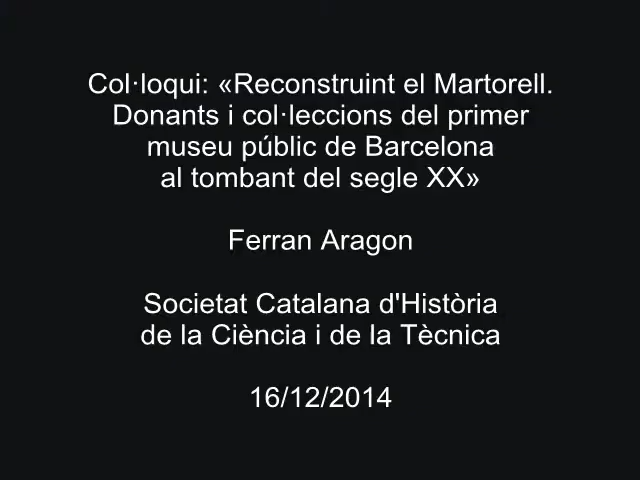 Col·loqui: «Reconstruint el Martorell.
Donants i col·leccions del primer
museu públic de Barcelona
al tombant del segle XX»
Ferran Aragon
Societat Catalana d'Història
de la Ciència i de la Tècnica
16/12/2014